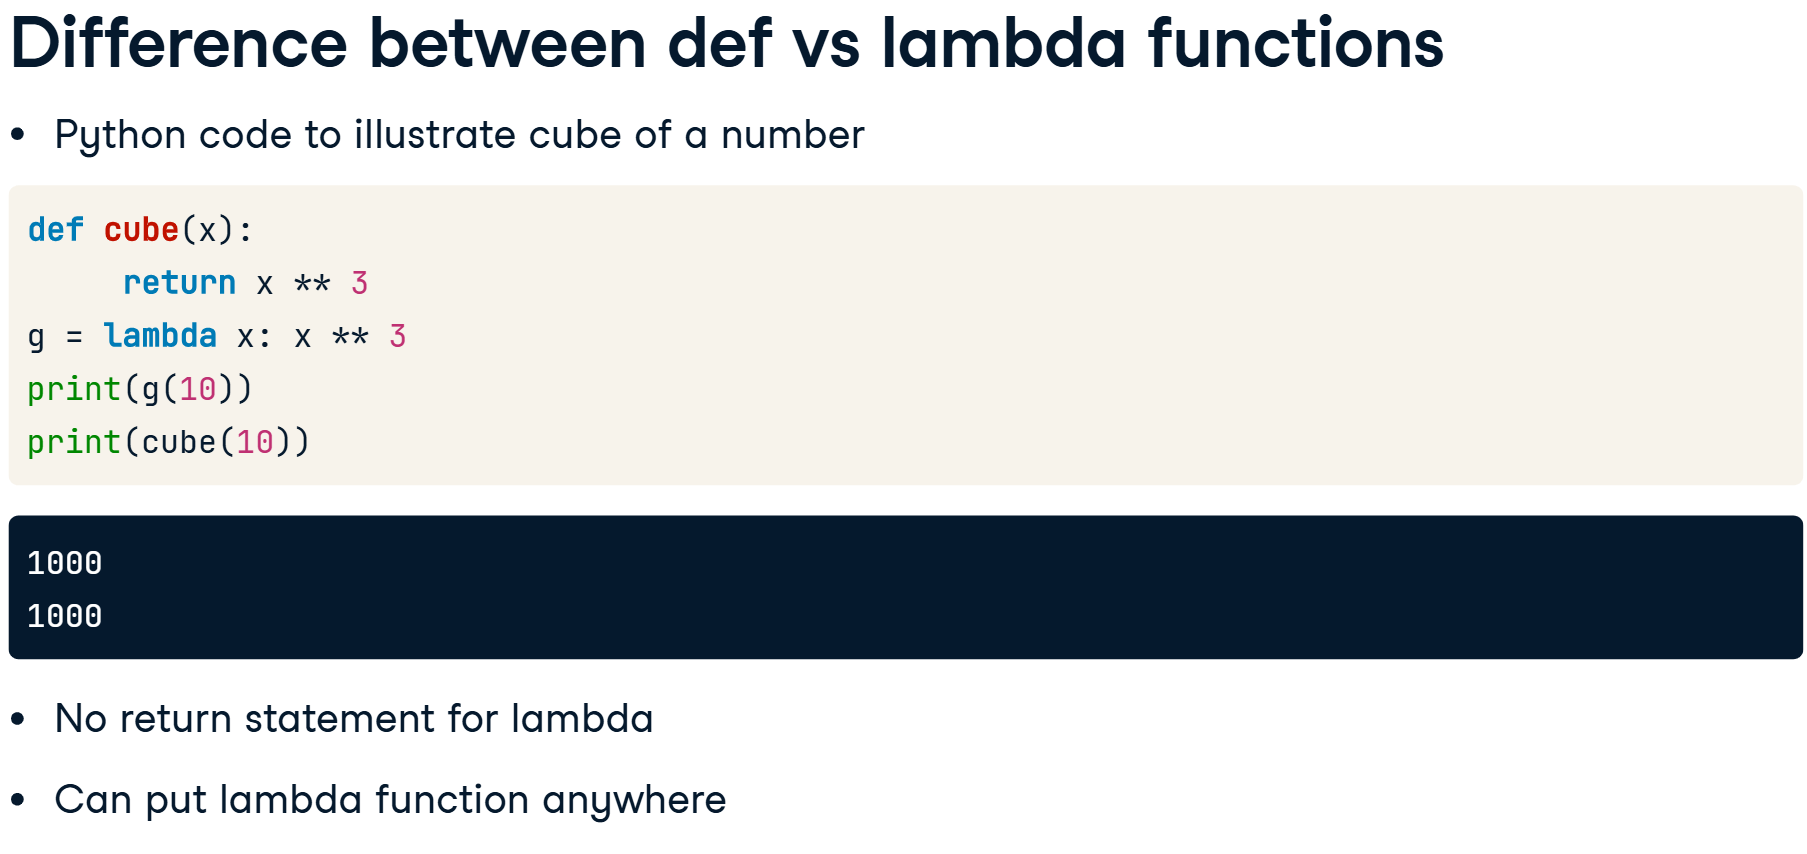 Difference between def vs lambda functions
• Python code to illustrate cube of a number
def cube(x):
     return x ** 3
g = lambda x: x ** 3
print(g(10))
print(cube(10))
1000
1000
• No return statement for lambda
• Can put lambda function anywhere